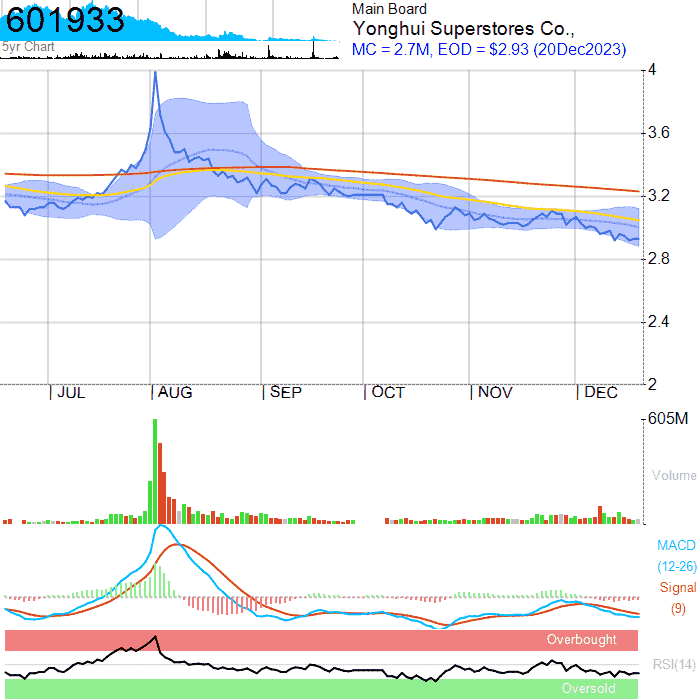 601933
5yr Chart
Main Board
Yonghui Superstores Co.,
MC = 2.7M, EOD = $2.93 (20Dec2023)
4
3.6
3.2
2.8
2.4
2
JUL AUG SEP OCT NOV DEC
605M
Volume
MACD
(12-26)
Signal
(9)
Overbought
RSI(14)
Oversold